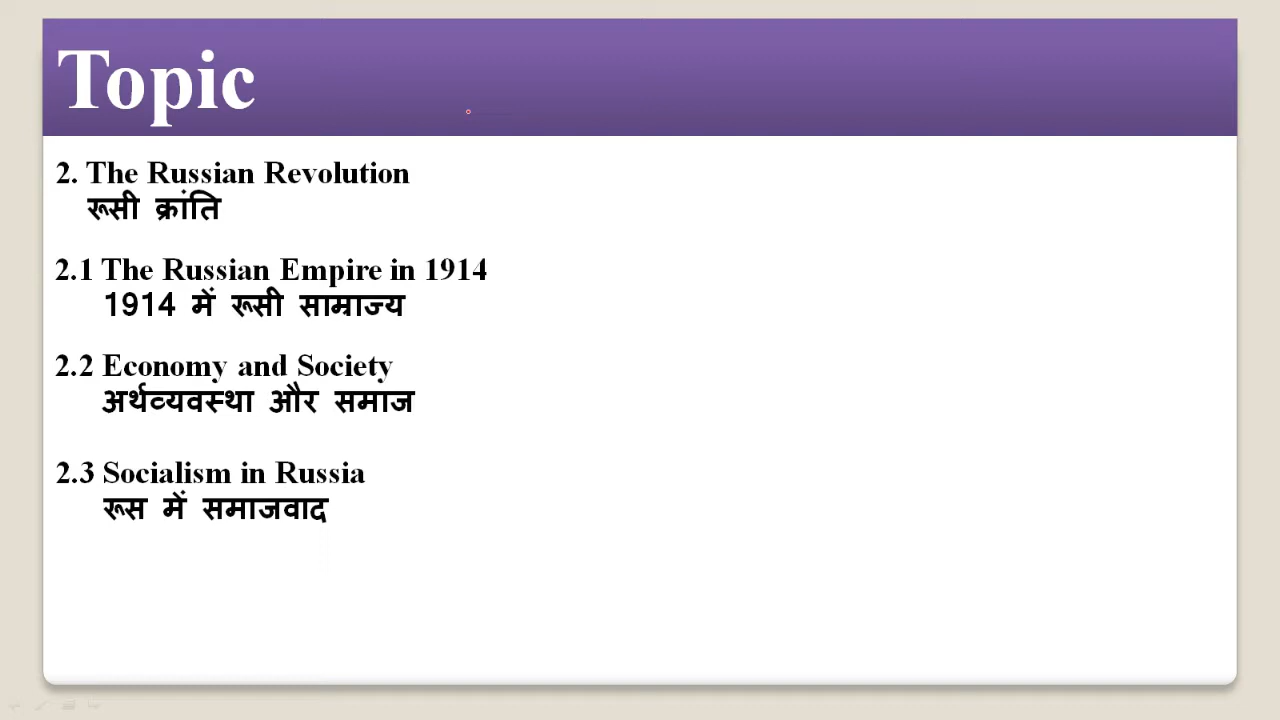 Topic
2. The Russian Revolution
रूसी क्रांति
2.1 The Russian Empire in 1914
1914 में रूसी साम्राज्य
2.2 Economy and Society
अर्थव्यवस्था और समाज
2.3 Socialism in Russia
रूस में समाजवाद